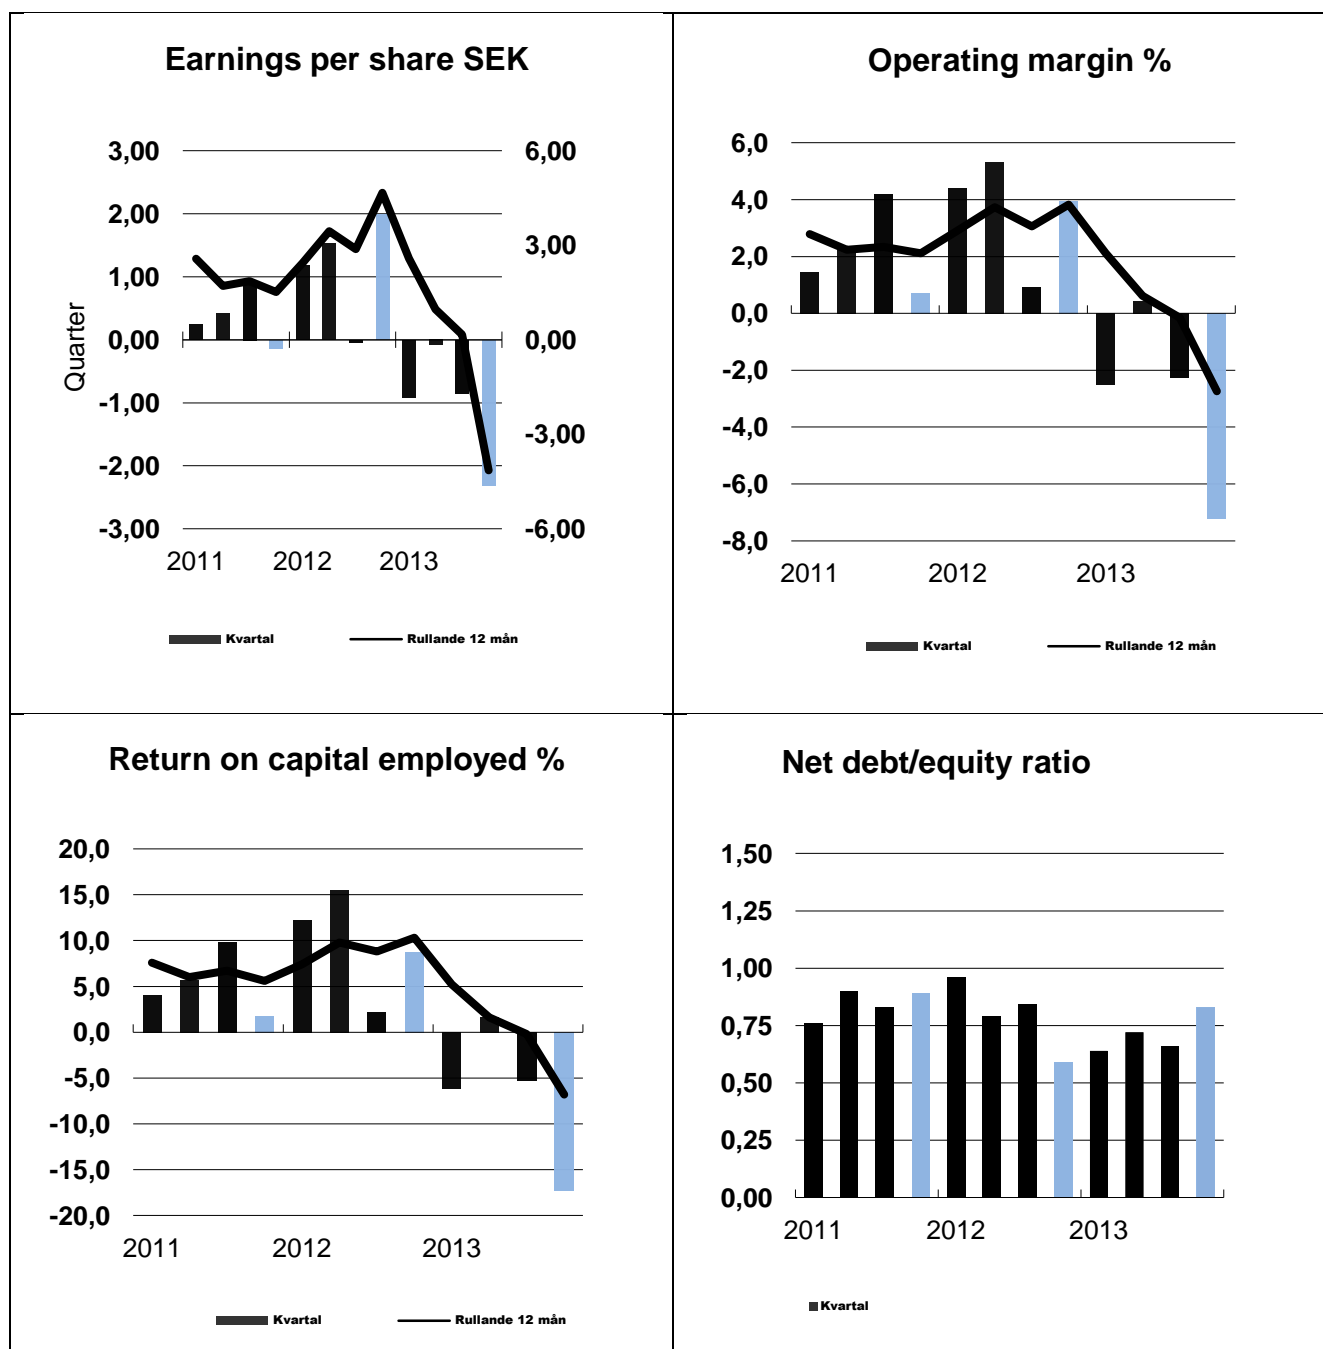 Earnings per share SEK
3,00 6,00
2,00
3,00
1,00
0,00 0,00
-1,00
-3,00
-2,00
-3,00 -6,00
Quarter
2011 2012 2013
Kvartal Rullande 12 mån
Operating margin %
6,0
4,0
2,0
0,0
-2,0
-4,0
-6,0
-8,0
2011 2012 2013
Kvartal Rullande 12 mån
Return on capital employed %
20,0
15,0
10,0
5,0
0,0
-5,0
-10,0
-15,0
-20,0
2011 2012 2013
Kvartal Rullande 12 mån
Net debt/equity ratio
1,50
1,25
1,00
0,75
0,50
0,25
0,00
2011 2012 2013
Kvartal